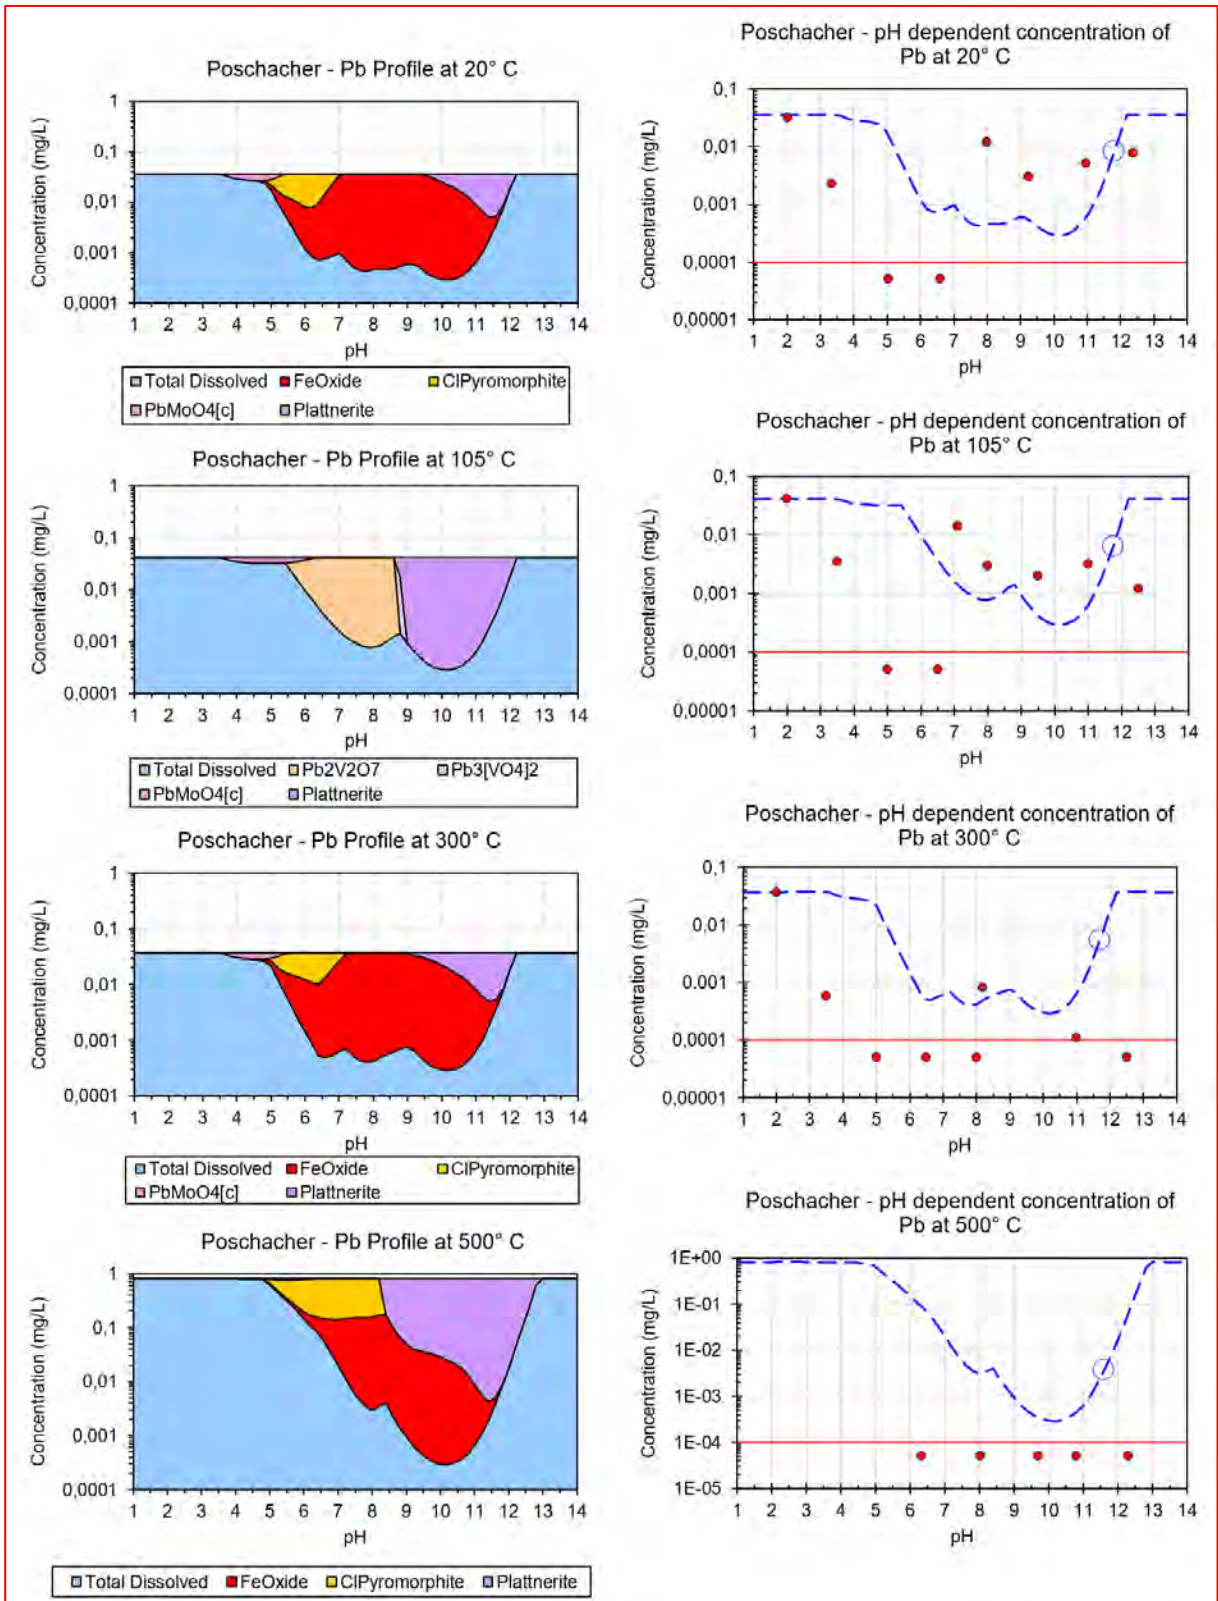 Poschacher - Pb Profile at 20° C
Concentration (mg/L)
1
0,1
0,01
0,001
0,0001
1 2 3 4 5 6 7 8 9 10 11 12 13 14
pH
Total Dissolved FeOxide ClPyromorphite
PbMoO4[c] Plattnerite
Poschacher - pH dependent concentration of
Pb at 20° C
Concentration (mg/L)
0,1
0,01
0,001
0,0001
0,00001
1 2 3 4 5 6 7 8 9 10 11 12 13 14
pH
Poschacher - Pb Profile at 105° C
Concentration (mg/L)
1
0,1
0,01
0,001
0,0001
1 2 3 4 5 6 7 8 9 10 11 12 13 14
pH
Total Dissolved Pb2V2O7 Pb3[VO4]2
PbMoO4[c] Plattnerite
Poschacher - pH dependent concentration of
Pb at 105° C
Concentration (mg/L)
0,1
0,01
0,001
0,0001
0,00001
1 2 3 4 5 6 7 8 9 10 11 12 13 14
pH
Poschacher - Pb Profile at 300° C
Concentration (mg/L)
1
0,1
0,01
0,001
0,0001
1 2 3 4 5 6 7 8 9 10 11 12 13 14
pH
Total Dissolved FeOxide ClPyromorphite
PbMoO4[c] Plattnerite
Poschacher - pH dependent concentration of
Pb at 300° C
Concentration (mg/L)
0,1
0,01
0,001
0,0001
0,00001
1 2 3 4 5 6 7 8 9 10 11 12 13 14
pH
Poschacher - Pb Profile at 500° C
Concentration (mg/L)
1
0,1
0,01
0,001
0,0001
1 2 3 4 5 6 7 8 9 10 11 12 13 14
pH
Total Dissolved FeOxide ClPyromorphite Plattnerite
Poschacher - pH dependent concentration of
Pb at 500° C
Concentration (mg/L)
1E+00
1E-01
1E-02
1E-03
1E-04
1E-05
1 2 3 4 5 6 7 8 9 10 11 12 13 14
pH